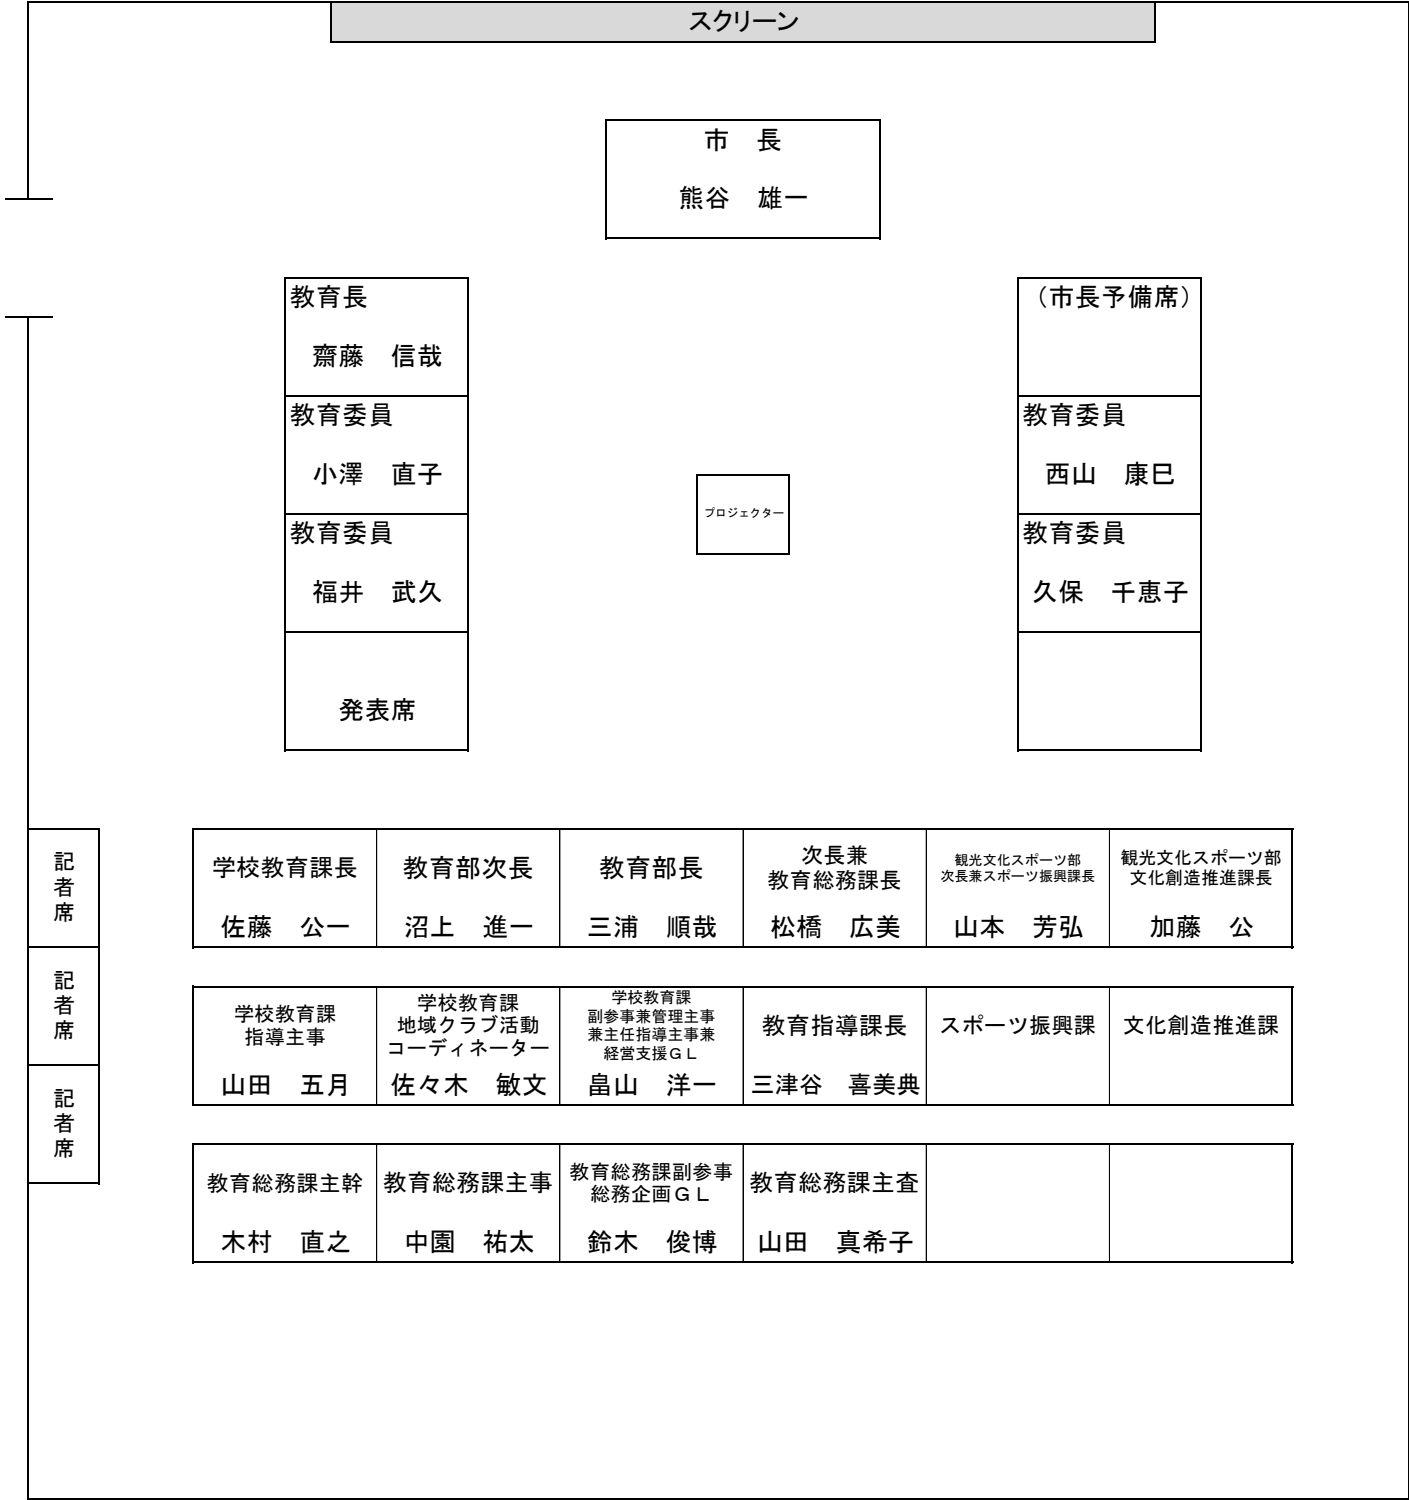 スクリーン
市　長
熊谷　雄一
教育長
齋藤　信哉
教育委員
小澤　直子
教育委員
福井　武久
発表席
（市長予備席）
教育委員
西山　康巳
教育委員
久保　千恵子
プロジェクター
記者席
記者席
記者席
学校教育課長
佐藤　公一
教育部次長
沼上　進一
教育部長
三浦　順哉
次長兼
教育総務課長
松橋　広美
観光文化スポーツ部
次長兼スポーツ振興課長
山本　芳弘
観光文化スポーツ部
文化創造推進課長
加藤　公
学校教育課
指導主事
山田　五月
学校教育課
地域クラブ活動
コーディネーター
佐々木　敏文
学校教育課
副参事兼管理主事
兼主任指導主事兼
経営支援ＧＬ
畠山　洋一
教育指導課長
三津谷　喜美典
スポーツ振興課
文化創造推進課
教育総務課主幹
木村　直之
教育総務課主事
中園　祐太
教育総務課副参事
総務企画ＧＬ
鈴木　俊博
教育総務課主査
山田　真希子